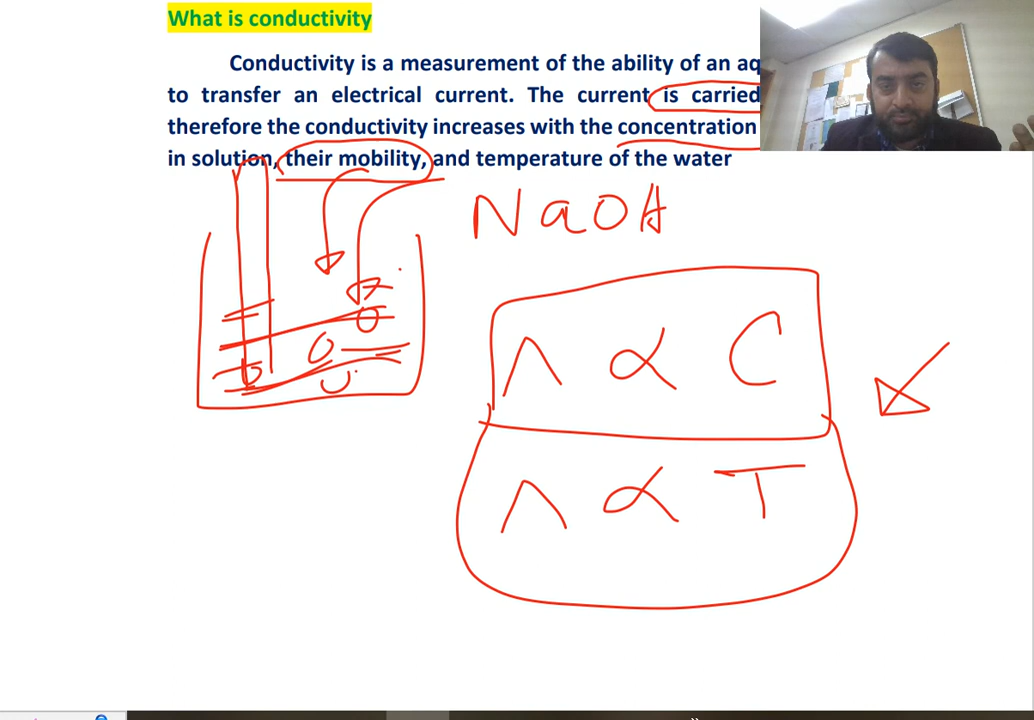 What is conductivity
Conductivity is a measurement of the ability of an aq
to transfer an electrical current. The current is carried
therefore the conductivity increases with the concentration
in solution, their mobility, and temperature of the water
NaOH
Λ α C
Λ α T